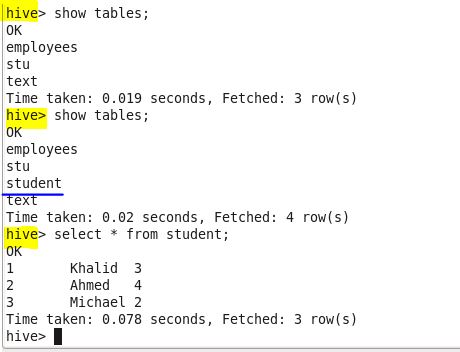 hive> show tables;
OK
employees
stu
text
Time taken: 0.019 seconds, Fetched: 3 row(s)
hive> show tables;
OK
employees
stu
student
text
Time taken: 0.02 seconds, Fetched: 4 row(s)
hive> select * from student;
OK
1       Khalid  3
2       Ahmed   4
3       Michael 2
Time taken: 0.078 seconds, Fetched: 3 row(s)
hive>